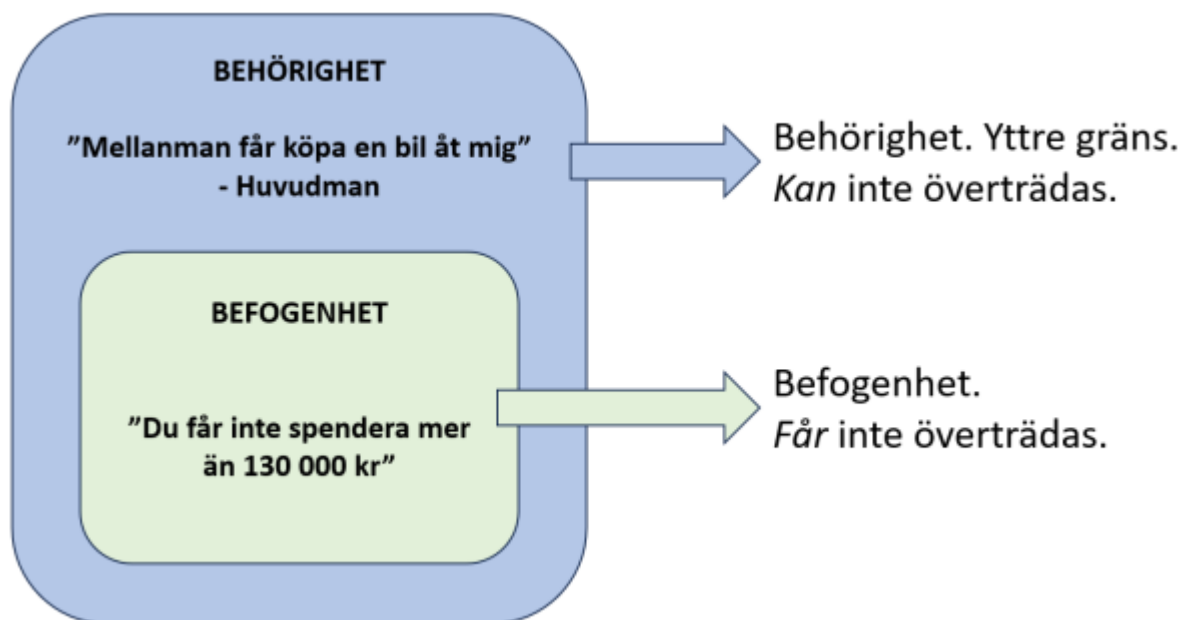 BEHÖRIGHET
”Mellanman får köpa en bil åt mig”
- Huvudman
Behörighet. Yttre gräns.
Kan inte överträdas.
BEFOGENHET
”Du får inte spendera mer
än 130 000 kr”
Befogenhet.
Får inte överträdas.